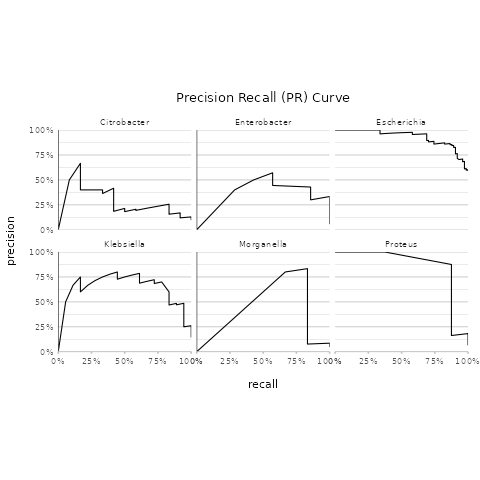 Precision Recall (PR) Curve
Citrobacter Enterobacter Escherichia
100%
75%
50%
25%
0%
precision
Klebsiella Morganella Proteus
100%
75%
50%
25%
0%
0% 25% 50% 75% 100% 0% 25% 50% 75% 100% 0% 25% 50% 75% 100%
recall